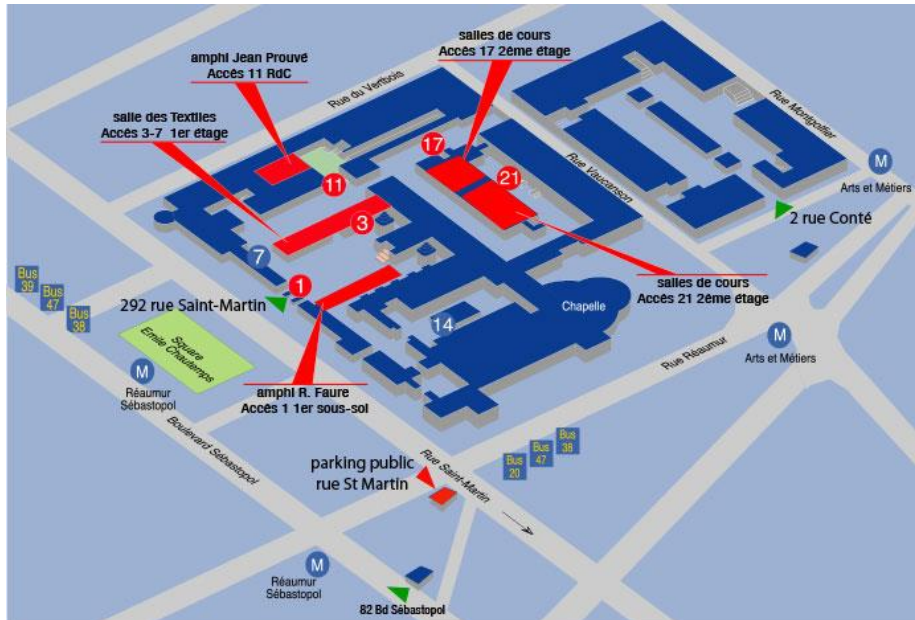 salles de cours
Accès 17 2ème étage
amphi Jean Prouvé
Accès 11 RdC
Rue du Vertbois
Rue Montgolfier
salle des Textiles
Accès 3-7 1er étage
17
M
Arts et Métiers
11
21
Rue Vaucanson
2 rue Conté
3
7
Bus
39
Bus
47
Bus
38
1
292 rue Saint-Martin
salles de cours
Accès 21 2ème étage
Chapelle
14
M
Arts et Métiers
Square
Emile Chautemps
Rue Réaumur
M
Réaumur
Sébastopol
amphi R. Faure
Accès 1 1er sous-sol
Boulevard Sébastopol
parking public
rue St Martin
Rue Saint-Martin
Bus
20
Bus
47
Bus
38
M
Réaumur
Sébastopol
82 Bd Sébastopol